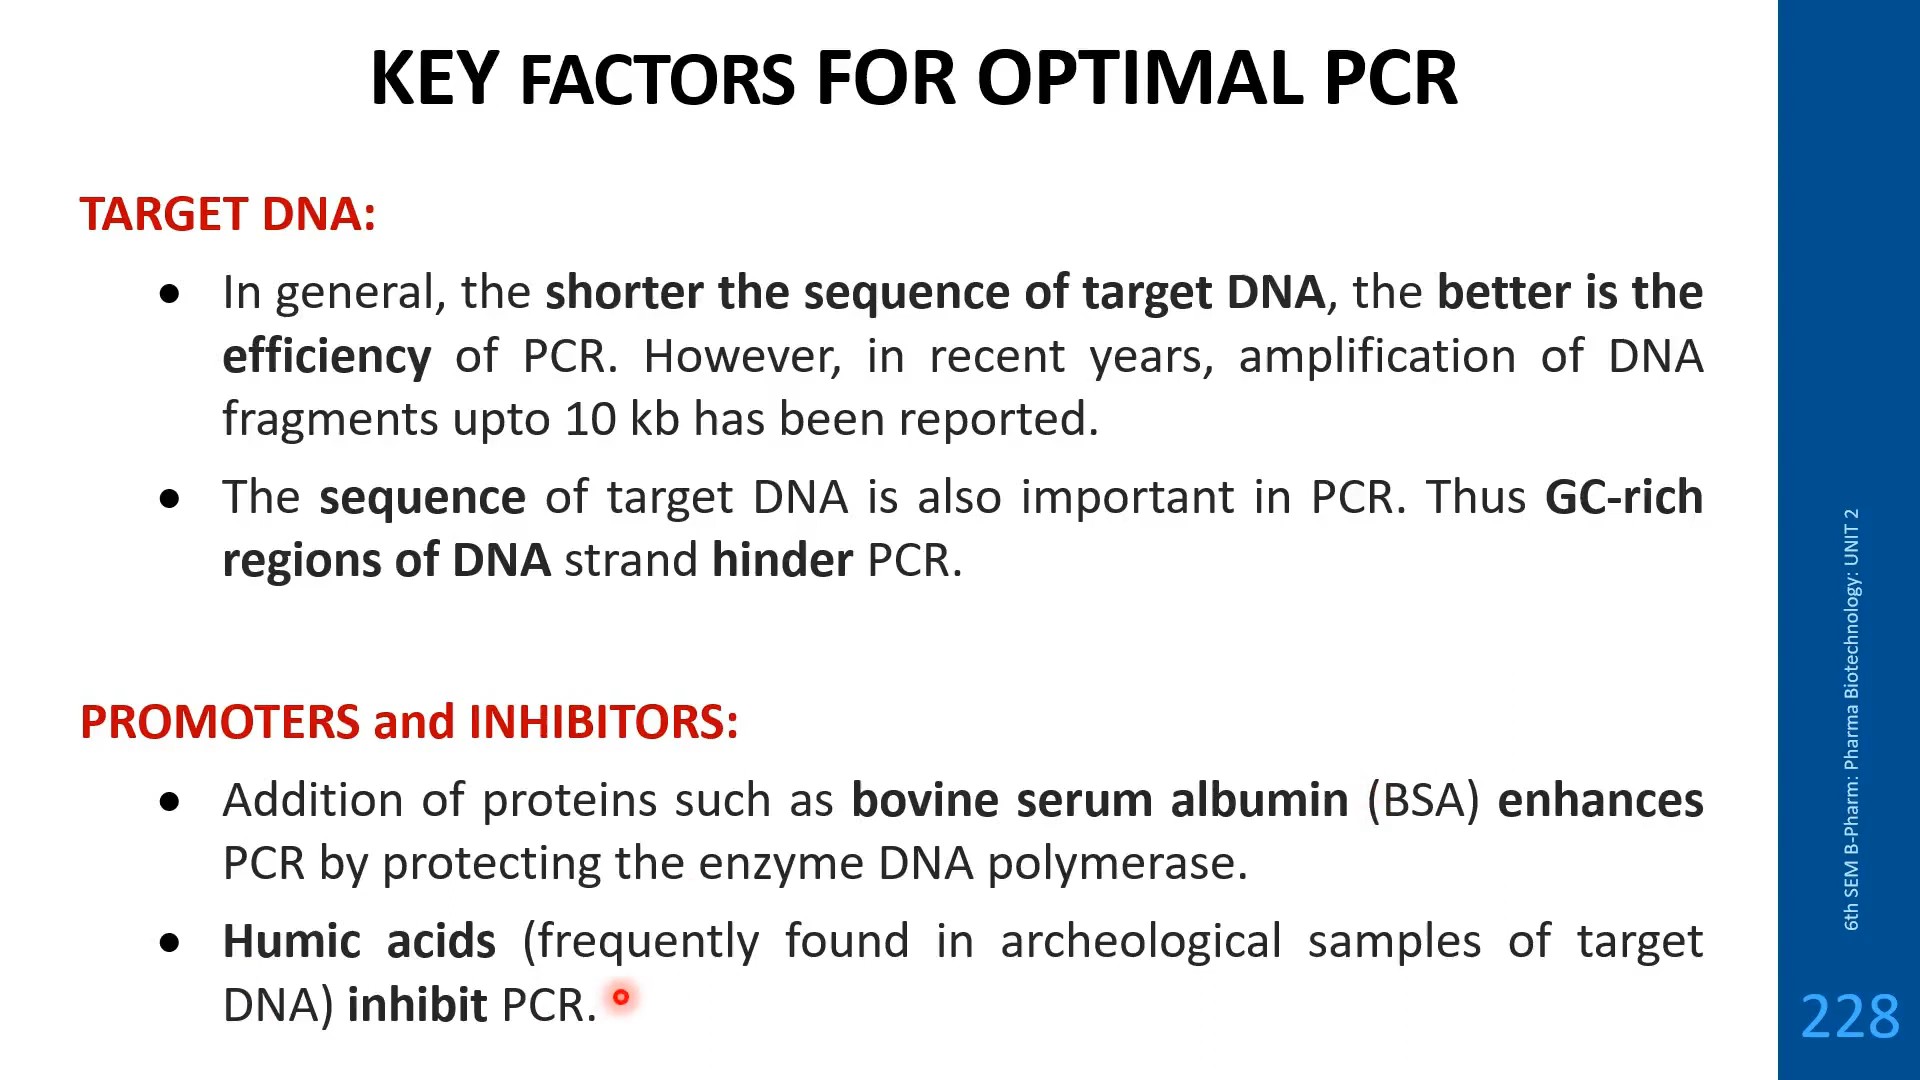 KEY FACTORS FOR OPTIMAL PCR
TARGET DNA:
● In general, the shorter the sequence of target DNA, the better is the
efficiency of PCR. However, in recent years, amplification of DNA
fragments upto 10 kb has been reported.
● The sequence of target DNA is also important in PCR. Thus GC-rich
regions of DNA strand hinder PCR.
PROMOTERS and INHIBITORS:
● Addition of proteins such as bovine serum albumin (BSA) enhances
PCR by protecting the enzyme DNA polymerase.
● Humic acids (frequently found in archeological samples of target
DNA) inhibit PCR.
6th SEM B-Pharm: Pharma Biotechnology: UNIT 2
228